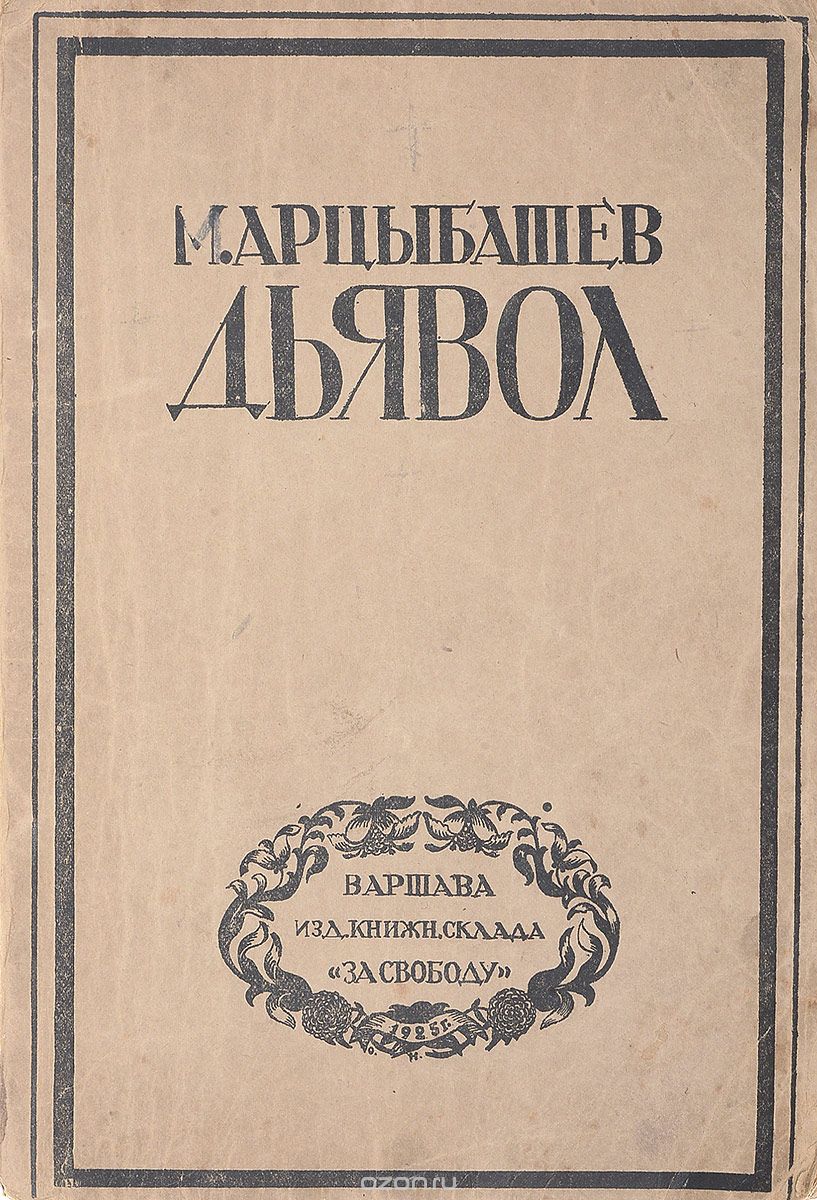 М. АРЦЫБАШЕВ
ДЬЯВОЛ
ВАРШАВА
ИЗД. КНИЖН. СКЛАДА
«ЗА СВОБОДУ»
1925 г.
О. Н.
ozon.ru